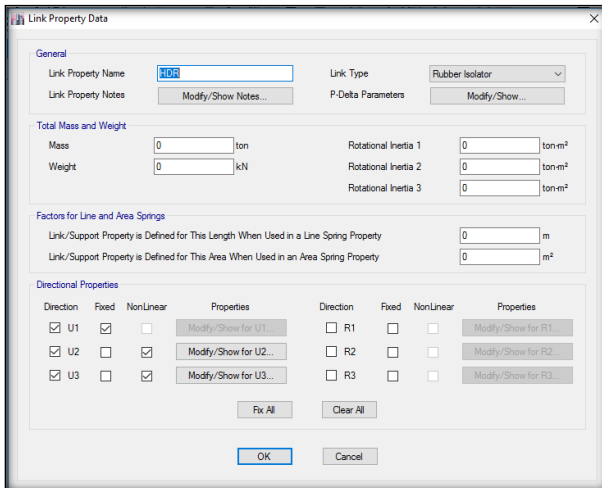 Link Property Data
General
Link Property Name HDR Link Type Rubber Isolator
Link Property Notes Modify/Show Notes... P-Delta Parameters Modify/Show...
Total Mass and Weight
Mass 0 ton Rotational Inertia 1 0 ton-m²
Weight 0 kN Rotational Inertia 2 0 ton-m²
Rotational Inertia 3 0 ton-m²
Factors for Line and Area Springs
Link/Support Property is Defined for This Length When Used in a Line Spring Property 0 m
Link/Support Property is Defined for This Area When Used in an Area Spring Property 0 m²
Directional Properties
Direction Fixed NonLinear Properties Direction Fixed NonLinear Properties
U1 Modify/Show for U1... R1 Modify/Show for R1...
U2 Modify/Show for U2... R2 Modify/Show for R2...
U3 Modify/Show for U3... R3 Modify/Show for R3...
Fix All Clear All
OK Cancel